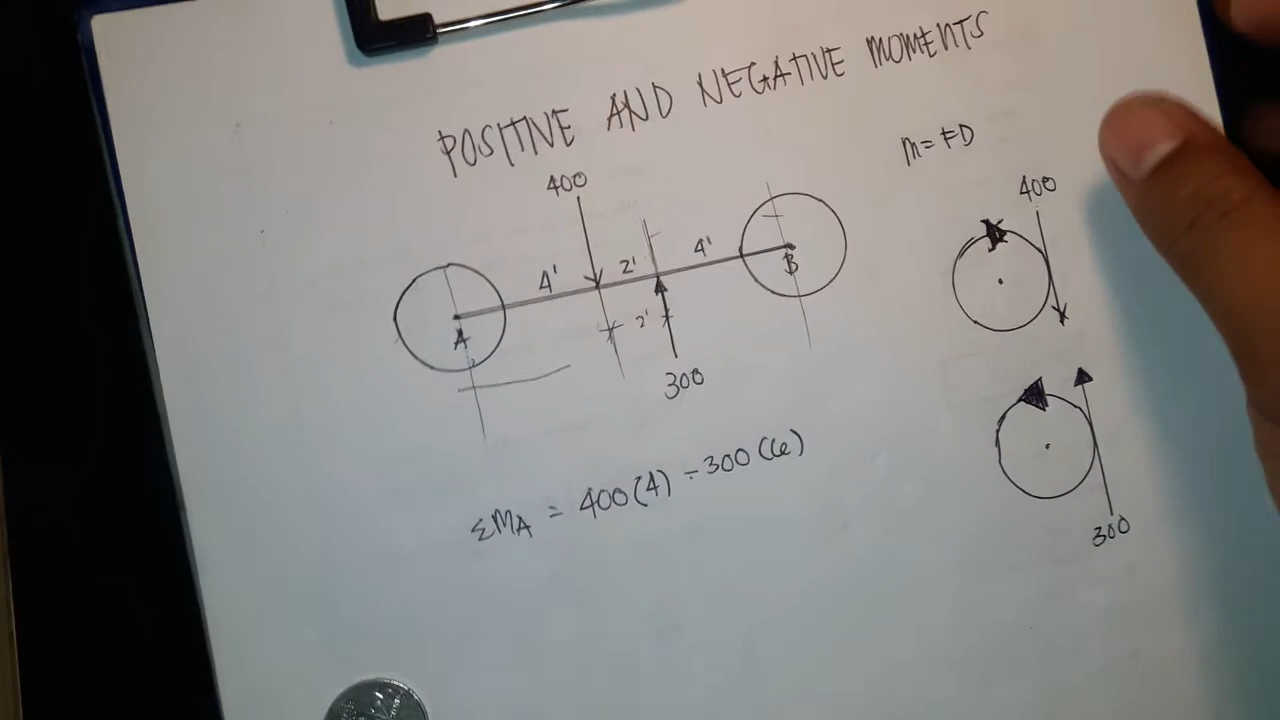 POSITIVE AND NEGATIVE MOMENTS
M = FD
400
400
4' 2' 4'
A B
2'
300
ΣMA = 400(4) - 300(6)
300